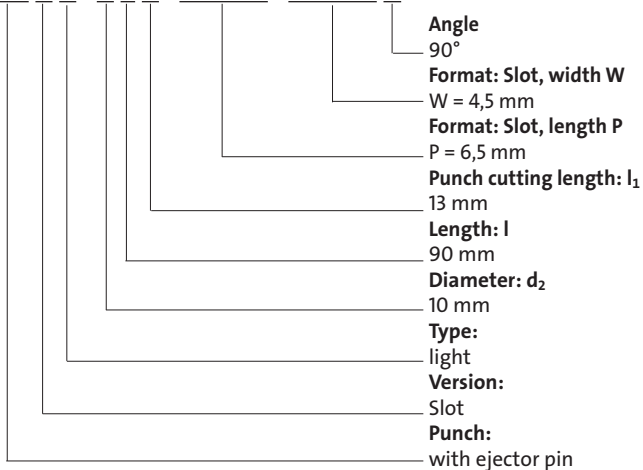 Angle
90°
Format: Slot, width W
W = 4,5 mm
Format: Slot, length P
P = 6,5 mm
Punch cutting length: l₁
13 mm
Length: l
90 mm
Diameter: d₂
10 mm
Type:
light
Version:
Slot
Punch:
with ejector pin